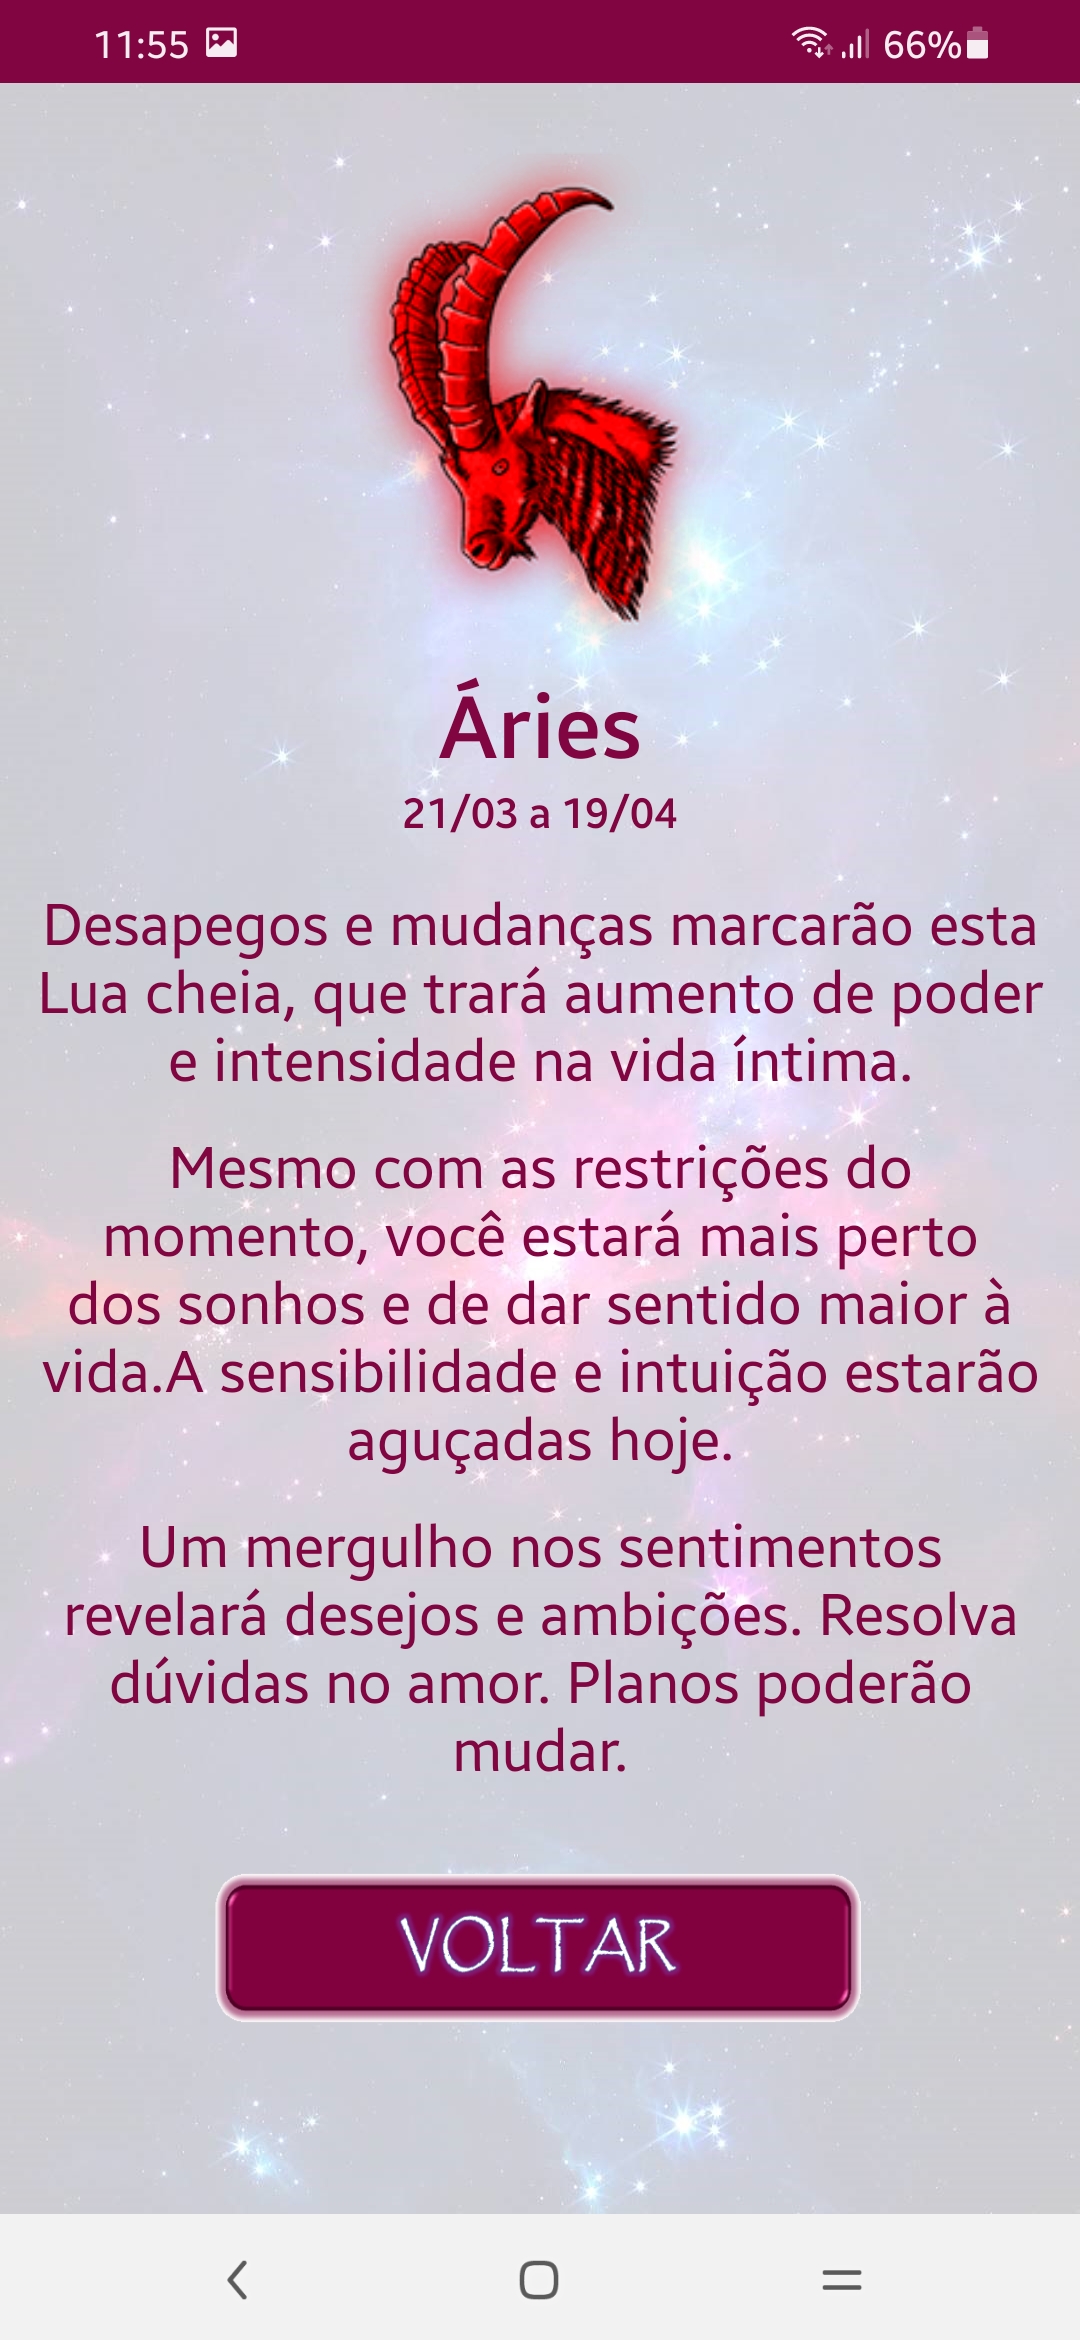 11:55
66%
Áries
21/03 a 19/04
Desapegos e mudanças marcarão esta
Lua cheia, que trará aumento de poder
e intensidade na vida íntima.
Mesmo com as restrições do
momento, você estará mais perto
dos sonhos e de dar sentido maior à
vida.A sensibilidade e intuição estarão
aguçadas hoje.
Um mergulho nos sentimentos
revelará desejos e ambições. Resolva
dúvidas no amor. Planos poderão
mudar.
VOLTAR